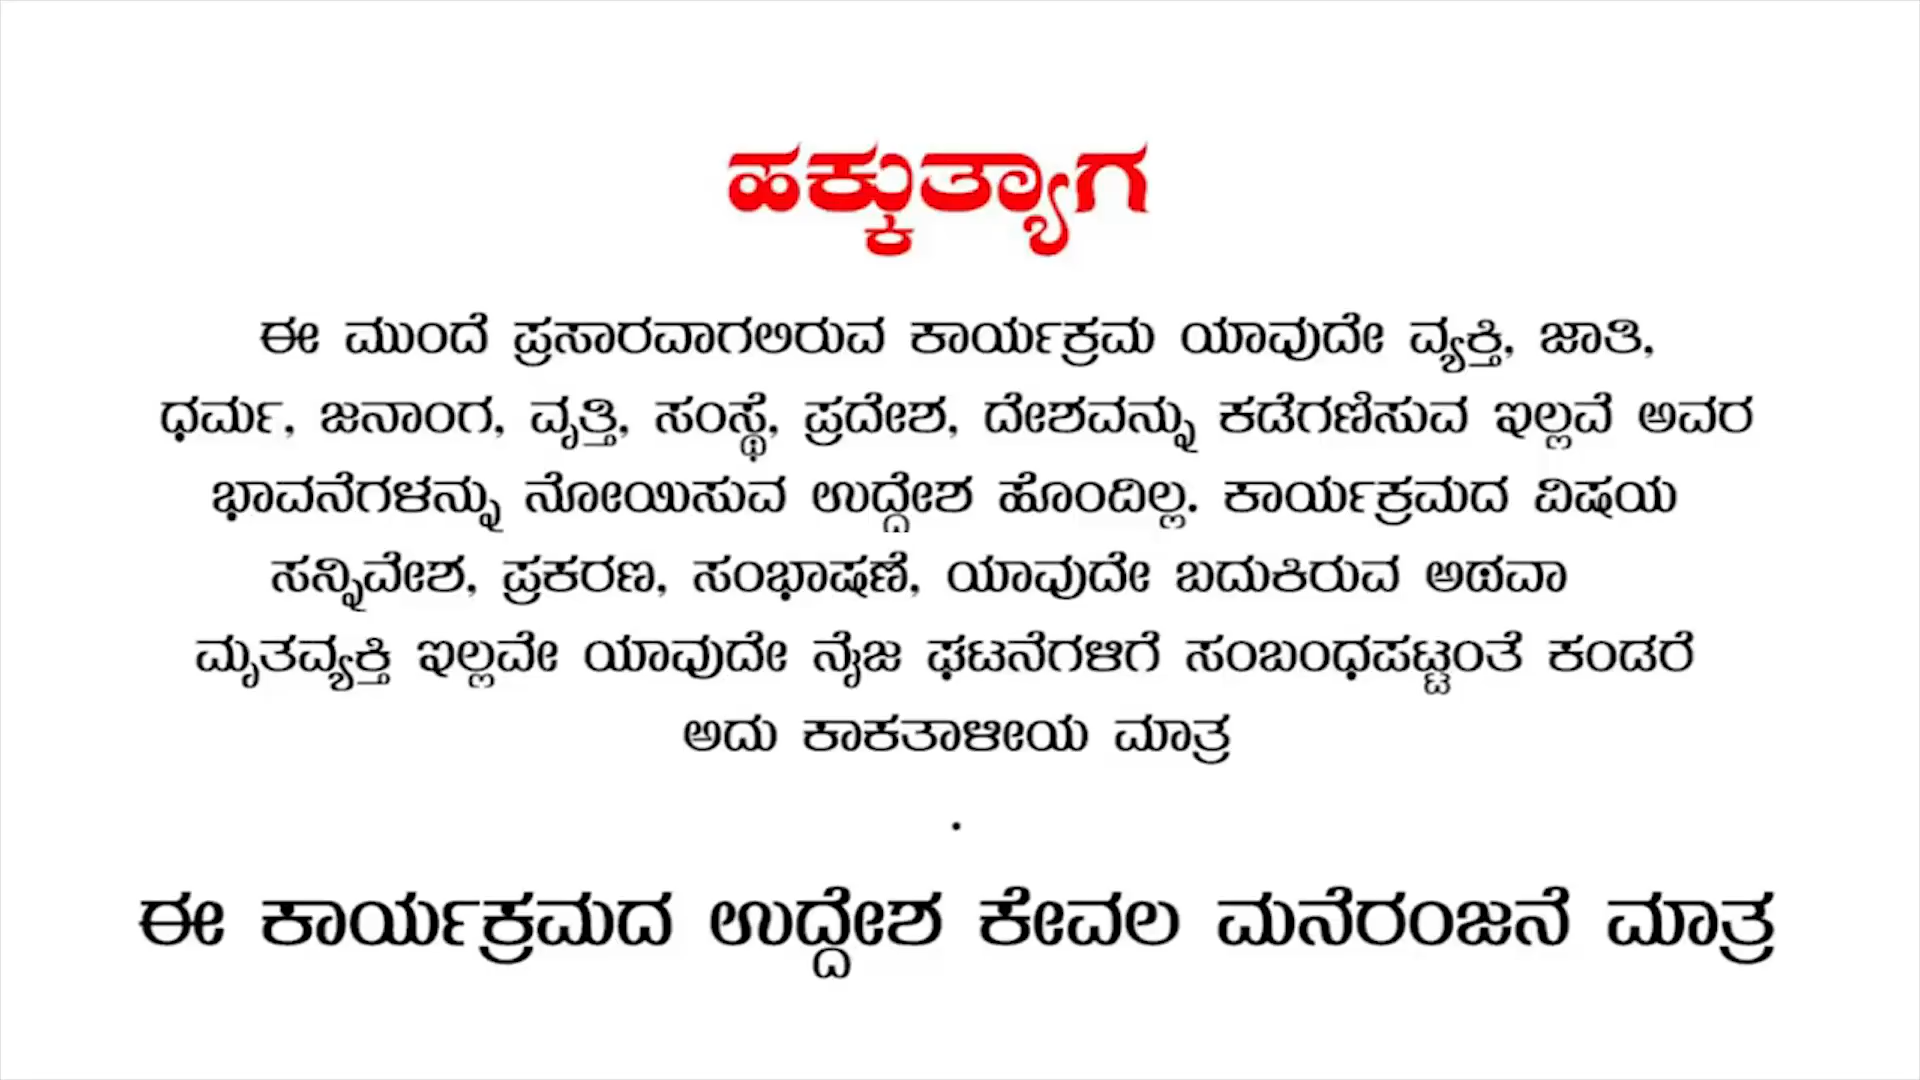 ಹಕ್ಕುತ್ಯಾಗ
ಈ ಮುಂದೆ ಪ್ರಸಾರವಾಗಲಿರುವ ಕಾರ್ಯಕ್ರಮ ಯಾವುದೇ ವ್ಯಕ್ತಿ, ಜಾತಿ,
ಧರ್ಮ, ಜನಾಂಗ, ವೃತ್ತಿ, ಸಂಸ್ಥೆ, ಪ್ರದೇಶ, ದೇಶವನ್ನು ಕಡೆಗಣಿಸುವ ಇಲ್ಲವೆ ಅವರ
ಭಾವನೆಗಳನ್ನು ನೋಯಿಸುವ ಉದ್ದೇಶ ಹೊಂದಿಲ್ಲ. ಕಾರ್ಯಕ್ರಮದ ವಿಷಯ
ಸನ್ನಿವೇಶ, ಪ್ರಕರಣ, ಸಂಭಾಷಣೆ, ಯಾವುದೇ ಬದುಕಿರುವ ಅಥವಾ
ಮೃತವ್ಯಕ್ತಿ ಇಲ್ಲವೇ ಯಾವುದೇ ನೈಜ ಘಟನೆಗಳಿಗೆ ಸಂಬಂಧಪಟ್ಟಂತೆ ಕಂಡರೆ
ಅದು ಕಾಕತಾಳೀಯ ಮಾತ್ರ
.
ಈ ಕಾರ್ಯಕ್ರಮದ ಉದ್ದೇಶ ಕೇವಲ ಮನೆರಂಜನೆ ಮಾತ್ರ